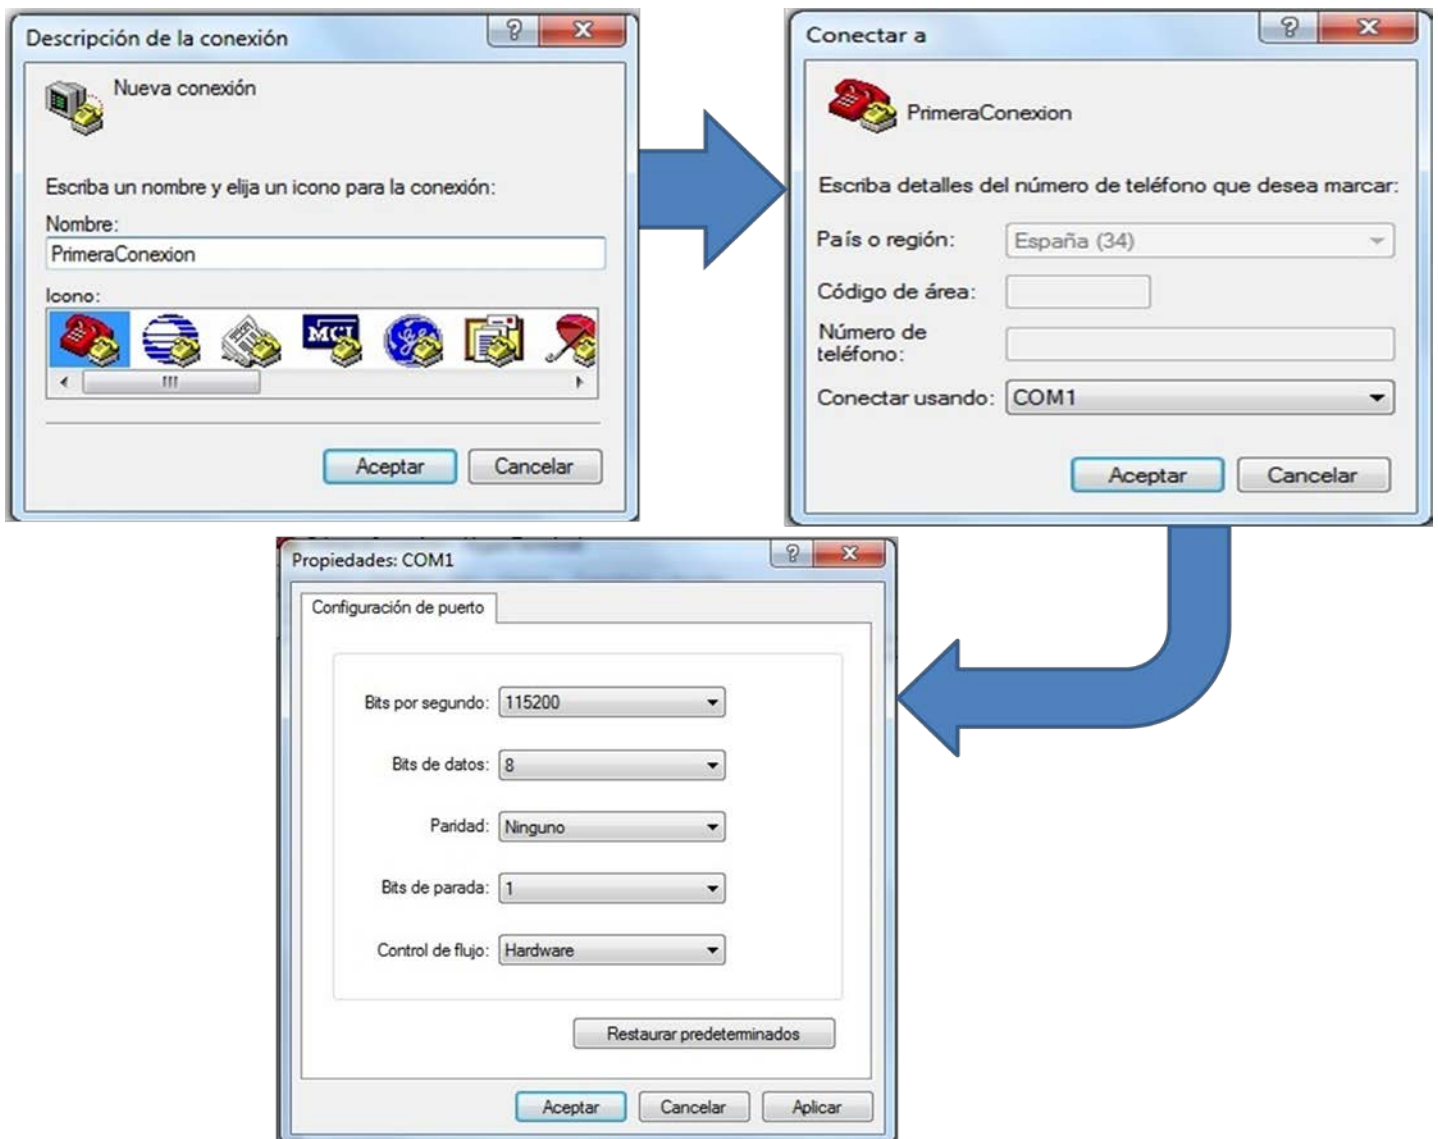 Descripción de la conexión
Nueva conexión
Escriba un nombre y elija un icono para la conexión:
Nombre:
PrimeraConexion
Icono:
MCI
Aceptar
Cancelar
Conectar a
PrimeraConexion
Escriba detalles del número de teléfono que desea marcar:
País o región:
España (34)
Código de área:
Número de
teléfono:
Conectar usando:
COM1
Aceptar
Cancelar
Propiedades: COM1
Configuración de puerto
Bits por segundo:
115200
Bits de datos:
8
Paridad:
Ninguno
Bits de parada:
1
Control de flujo:
Hardware
Restaurar predeterminados
Aceptar
Cancelar
Aplicar